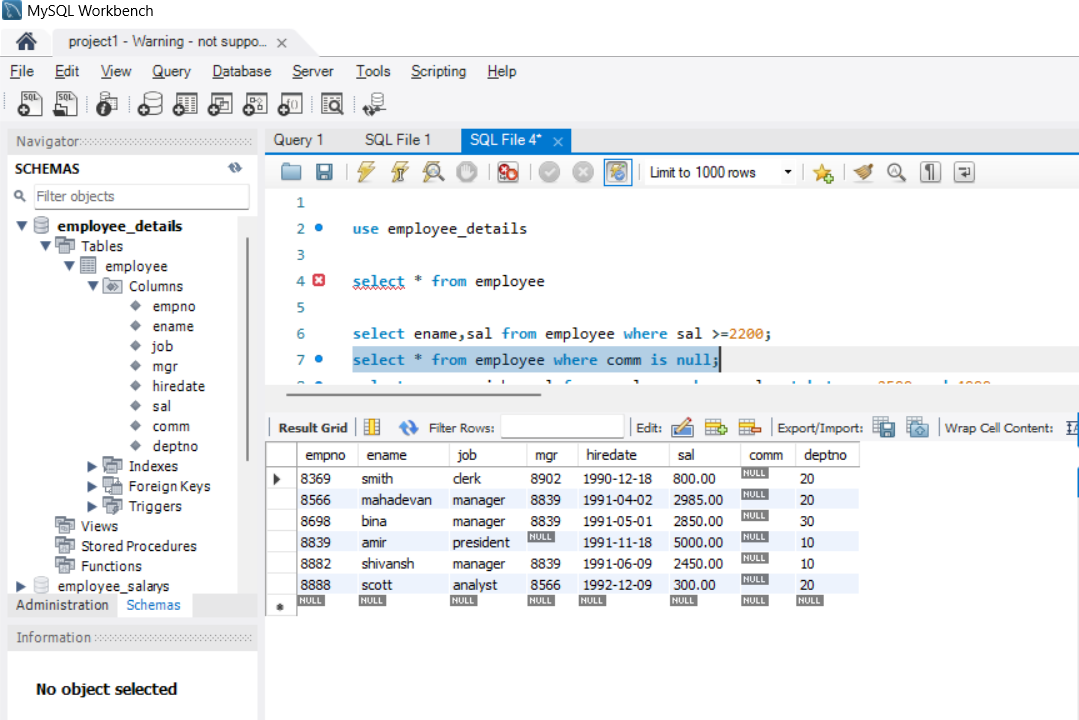 MySQL Workbench
project1 - Warning - not suppo...
File Edit View Query Database Server Tools Scripting Help
Navigator
SCHEMAS
Filter objects
employee_details
Tables
employee
Columns
empno
ename
job
mgr
hiredate
sal
comm
deptno
Indexes
Foreign Keys
Triggers
Views
Stored Procedures
Functions
employee_salarys
Administration Schemas
Information
No object selected
Query 1 SQL File 1 SQL File 4*
Limit to 1000 rows
1
2 use employee_details
3
4 select * from employee
5
6 select ename,sal from employee where sal >=2200;
7 select * from employee where comm is null;
Result Grid Filter Rows: Edit: Export/Import: Wrap Cell Content:
empno ename job mgr hiredate sal comm deptno
8369 smith clerk 8902 1990-12-18 800.00 NULL 20
8566 mahadevan manager 8839 1991-04-02 2985.00 NULL 20
8698 bina manager 8839 1991-05-01 2850.00 NULL 30
8839 amir president NULL 1991-11-18 5000.00 NULL 10
8882 shivansh manager 8839 1991-06-09 2450.00 NULL 10
8888 scott analyst 8566 1992-12-09 300.00 NULL 20
NULL NULL NULL NULL NULL NULL NULL NULL